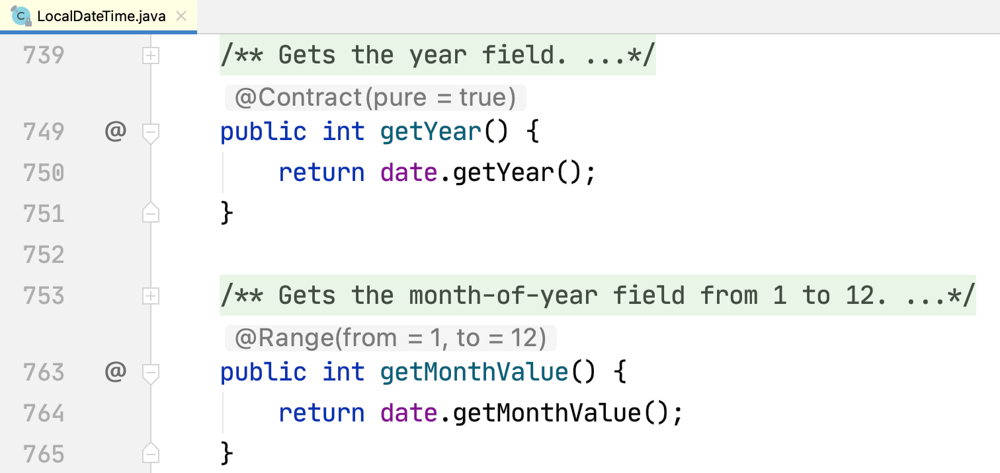 LocalDateTime.java
739 /** Gets the year field. ...*/
@Contract(pure = true)
749 @ public int getYear() {
750 return date.getYear();
751 }
752
753 /** Gets the month-of-year field from 1 to 12. ...*/
@Range(from = 1, to = 12)
763 @ public int getMonthValue() {
764 return date.getMonthValue();
765 }